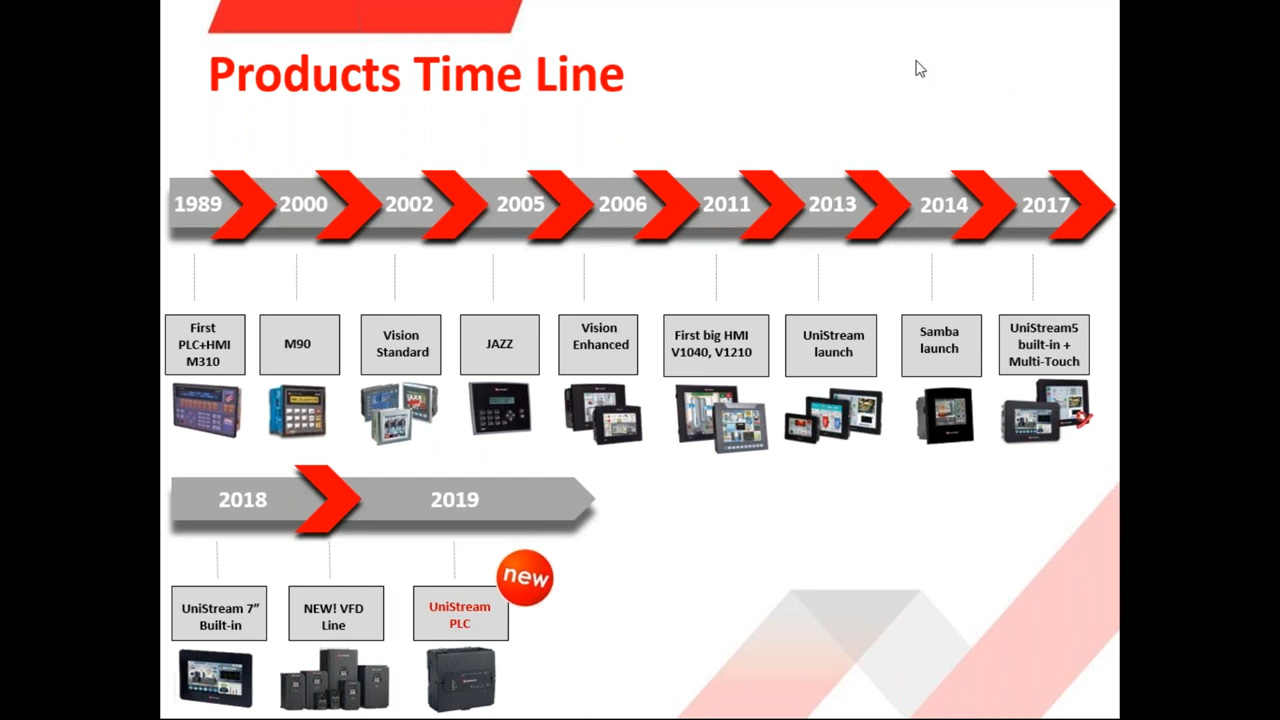 Products Time Line
1989 2000 2002 2005 2006 2011 2013 2014 2017
First
PLC+HMI
M310
M90
Vision
Standard
JAZZ
Vision
Enhanced
First big HMI
V1040, V1210
UniStream
launch
Samba
launch
UniStream5
built-in +
Multi-Touch
2018 2019
new
UniStream 7”
Built-in
NEW! VFD
Line
UniStream
PLC